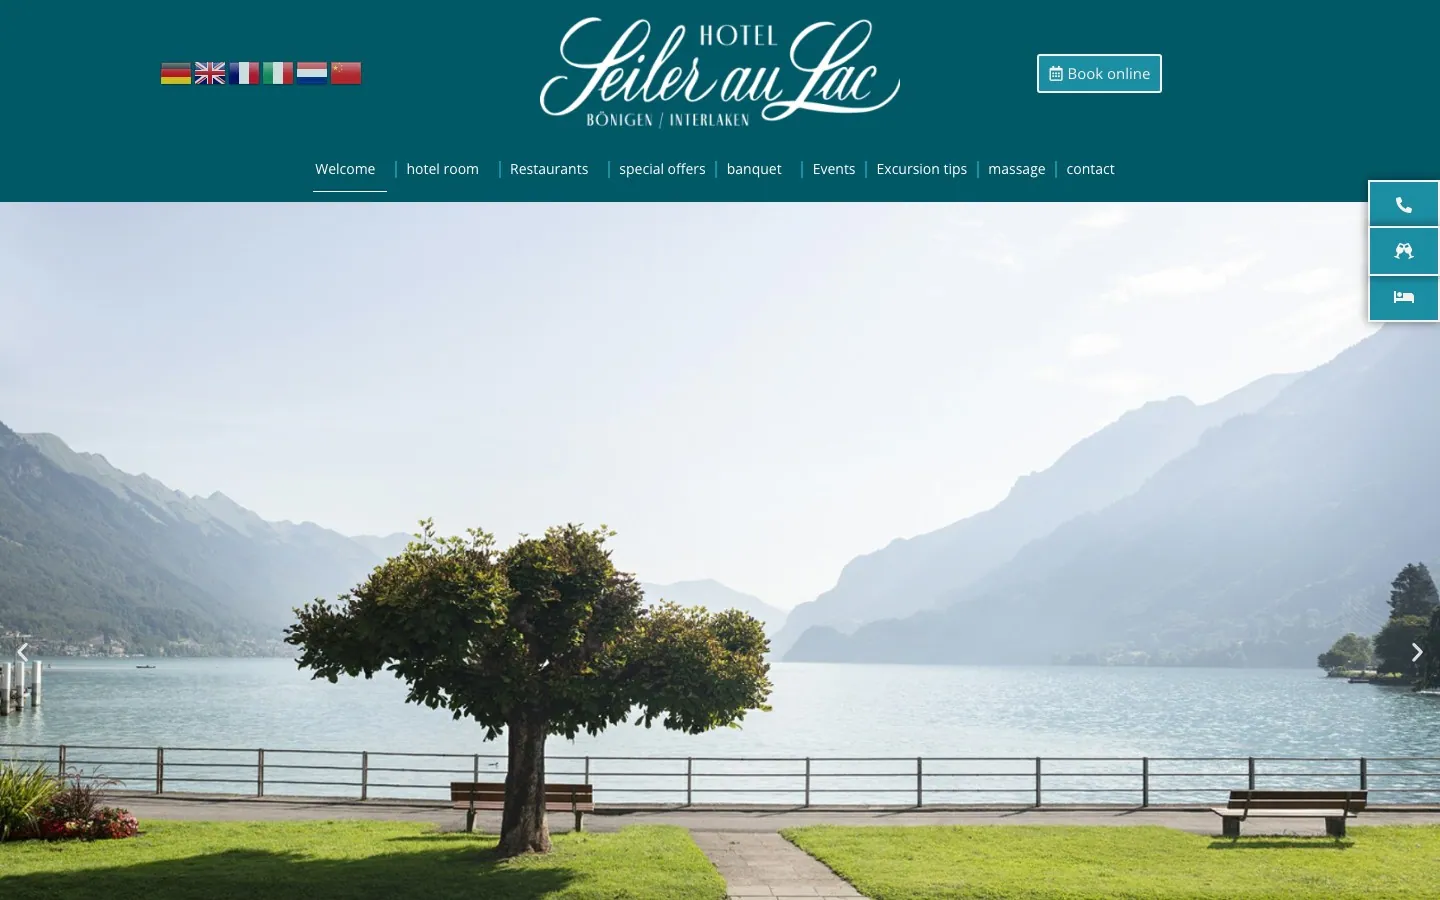 HOTEL
Seiler au Lac
BÖNIGEN / INTERLAKEN
Book online
Welcome
hotel room
Restaurants
special offers
banquet
Events
Excursion tips
massage
contact